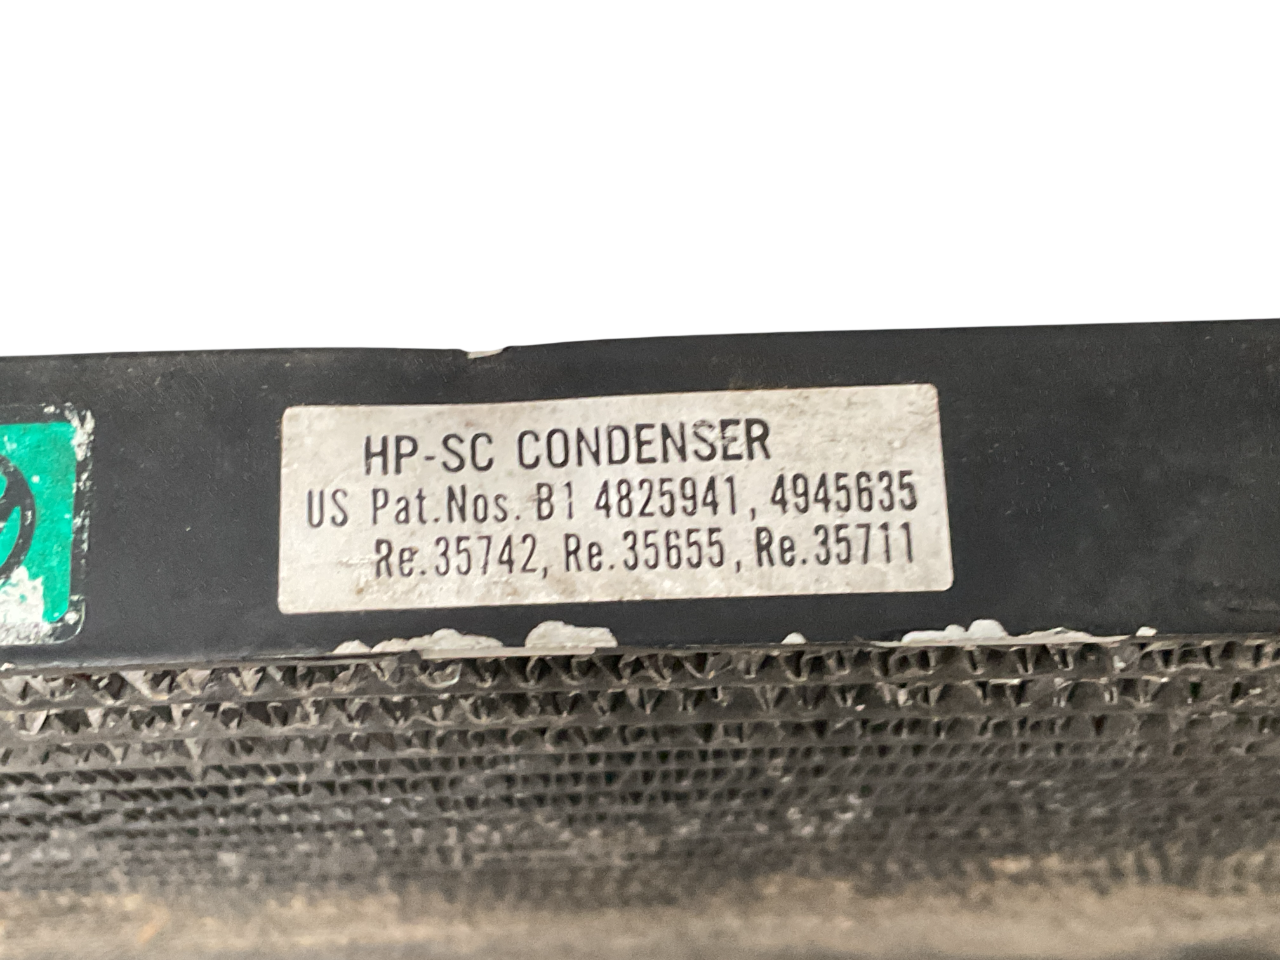 HP-SC CONDENSER
US Pat.Nos. B1 4825941, 4945635
Re.35742, Re.35655, Re.35711